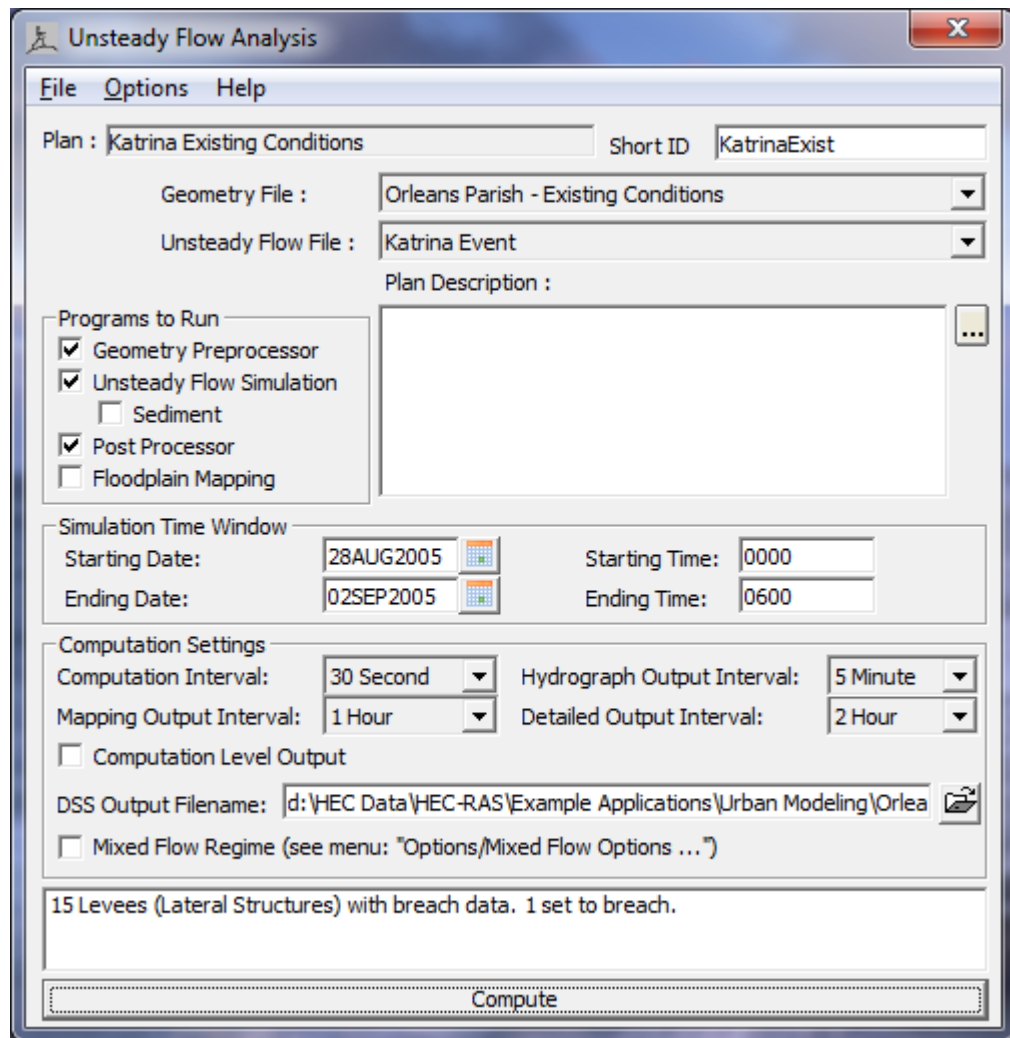 Unsteady Flow Analysis
x
File Options Help
Plan : Katrina Existing Conditions Short ID KatrinaExist
Geometry File : Orleans Parish - Existing Conditions
Unsteady Flow File : Katrina Event
Plan Description :
Programs to Run
...
Geometry Preprocessor
Unsteady Flow Simulation
Sediment
Post Processor
Floodplain Mapping
Simulation Time Window
Starting Date: 28AUG2005 Starting Time: 0000
Ending Date: 02SEP2005 Ending Time: 0600
Computation Settings
Computation Interval: 30 Second Hydrograph Output Interval: 5 Minute
Mapping Output Interval: 1 Hour Detailed Output Interval: 2 Hour
Computation Level Output
DSS Output Filename: d:\HEC Data\HEC-RAS\Example Applications\Urban Modeling\Orlea
Mixed Flow Regime (see menu: "Options/Mixed Flow Options ...")
15 Levees (Lateral Structures) with breach data. 1 set to breach.
Compute